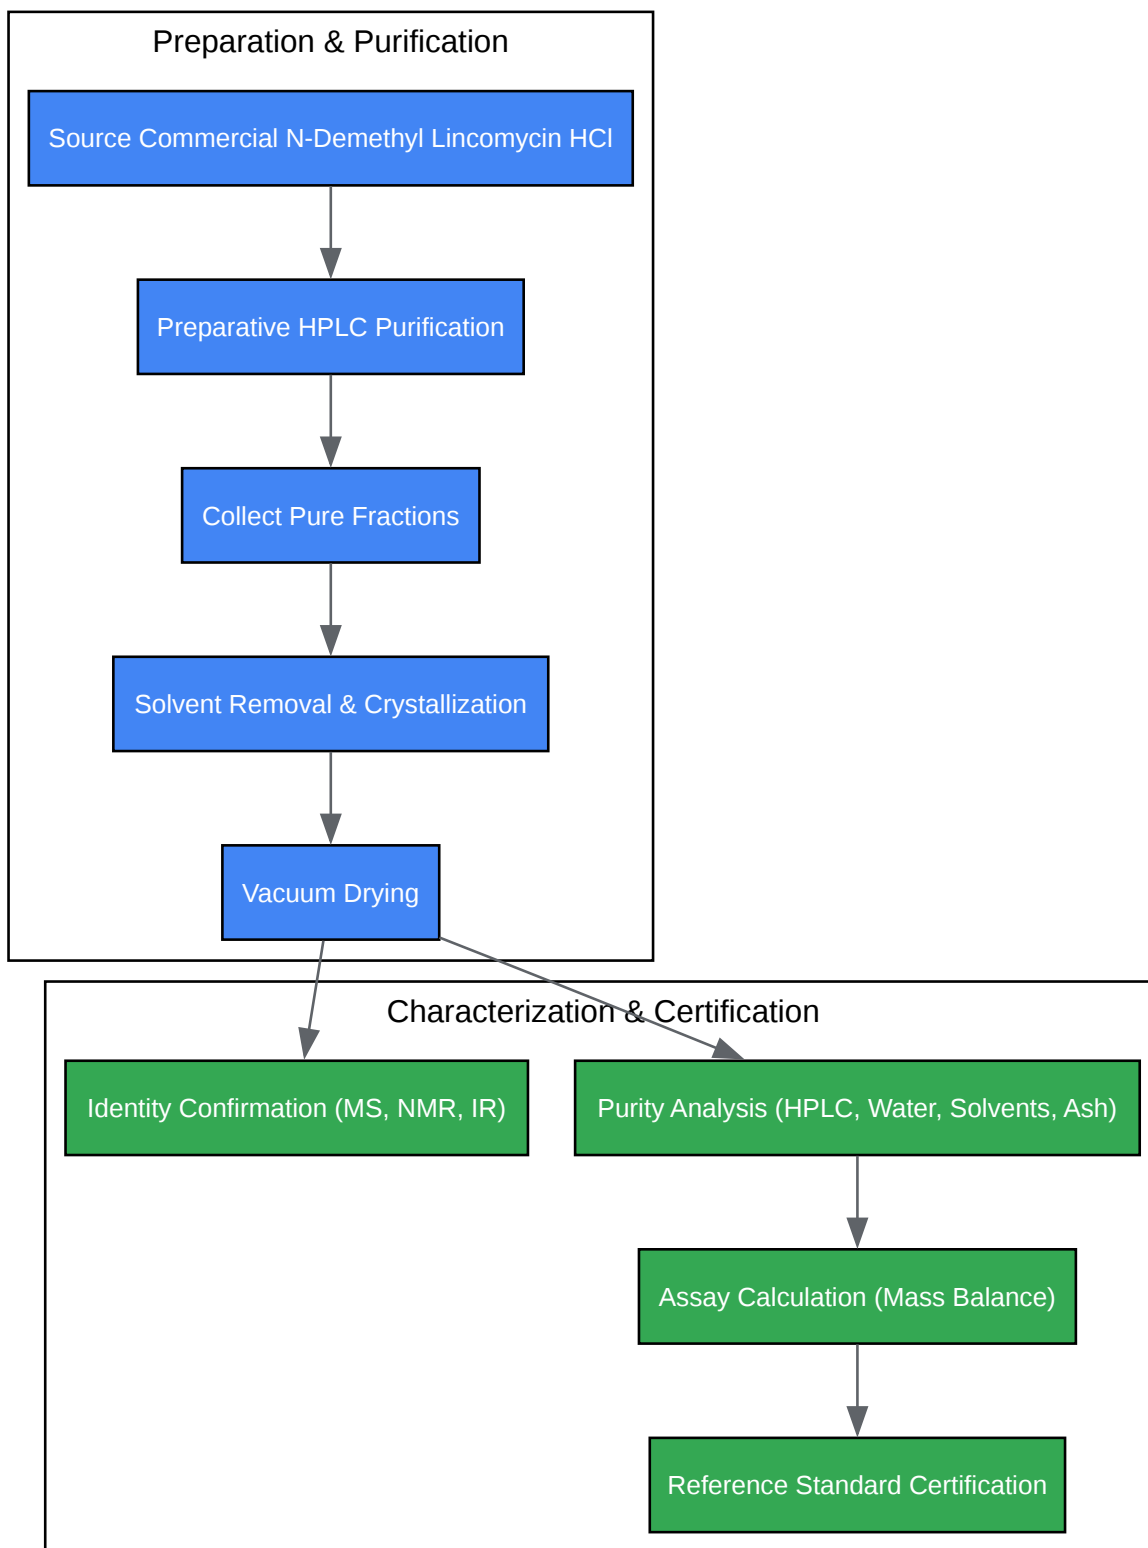 Preparation & Purification
Source Commercial N-Demethyl Lincomycin HCl
Preparative HPLC Purification
Collect Pure Fractions
Solvent Removal & Crystallization
Vacuum Drying
Characterization & Certification
Identity Confirmation (MS, NMR, IR)
Purity Analysis (HPLC, Water, Solvents, Ash)
Assay Calculation (Mass Balance)
Reference Standard Certification